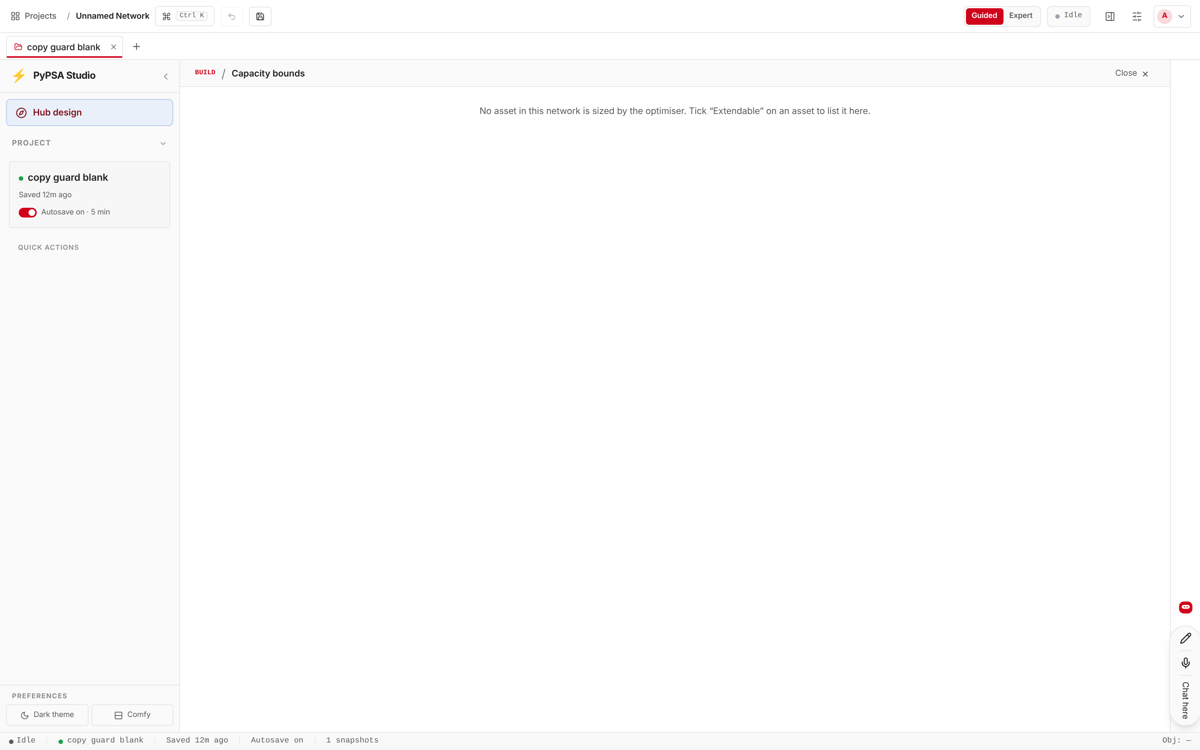 Projects / Unnamed Network Ctrl K Guided Expert Idle A
copy guard blank
PyPSA Studio
BUILD / Capacity bounds Close
No asset in this network is sized by the optimiser. Tick “Extendable” on an asset to list it here.
Hub design
PROJECT
copy guard blank
Saved 12m ago
Autosave on · 5 min
QUICK ACTIONS
Chat here
PREFERENCES
Dark theme Comfy
Idle copy guard blank Saved 12m ago Autosave on 1 snapshots Obj: —